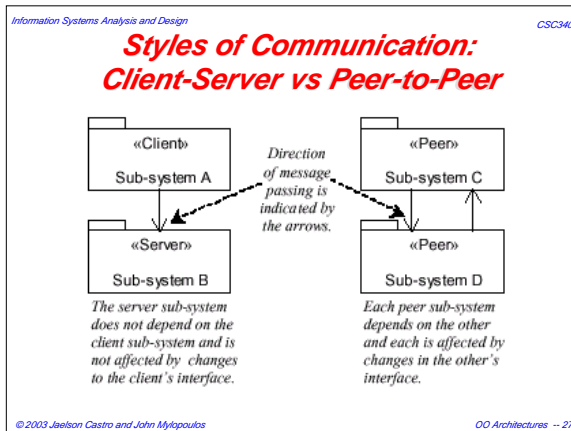 Information Systems Analysis and Design
CSC340
Styles of Communication:
Client-Server vs Peer-to-Peer
«Client»
Sub-system A
Direction
of message
passing is
indicated by
the arrows.
«Peer»
Sub-system C
«Server»
Sub-system B
«Peer»
Sub-system D
The server sub-system
does not depend on the
client sub-system and is
not affected by changes
to the client's interface.
Each peer sub-system
depends on the other
and each is affected by
changes in the other's
interface.
© 2003 Jaelson Castro and John Mylopoulos
OO Architectures -- 27